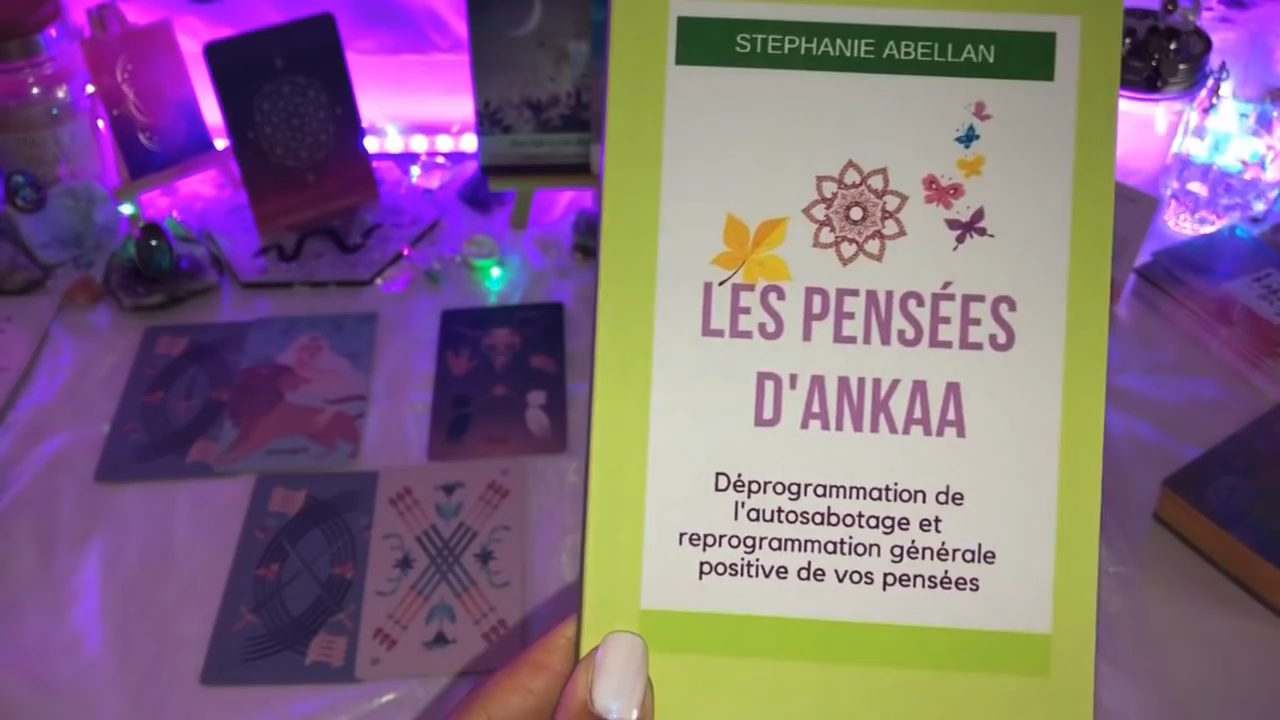 STEPHANIE ABELLAN
LES PENSÉES
D'ANKAA
Déprogrammation de
l'autosabotage et
reprogrammation générale
positive de vos pensées